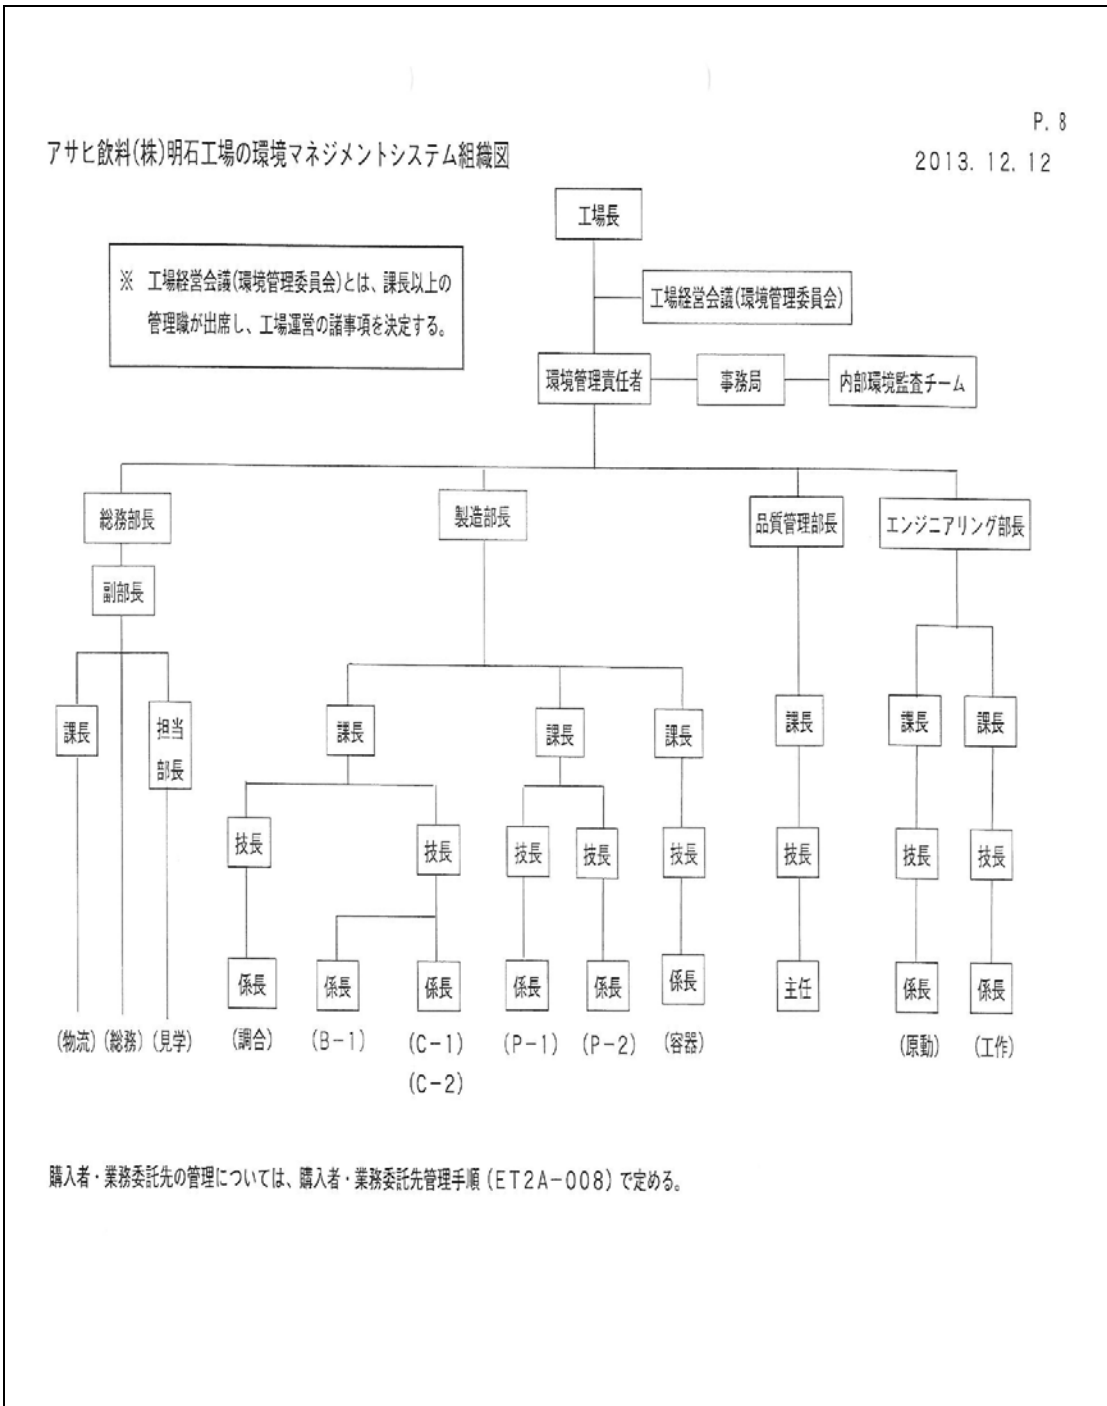 P. 8
アサヒ飲料(株)明石工場の環境マネジメントシステム組織図
2013. 12. 12
工場長
※ 工場経営会議(環境管理委員会)とは、課長以上の
管理職が出席し、工場運営の諸事項を決定する。
工場経営会議(環境管理委員会)
環境管理責任者 事務局 内部環境監査チーム
総務部長 製造部長 品質管理部長 エンジニアリング部長
副部長
課長 担当部長 課長 課長 課長 課長 課長 課長
技長 技長 技長 技長 技長 技長 技長 技長
係長 係長 係長 係長 係長 係長 主任 係長 係長
(物流) (総務) (見学) (調合) (B-1) (C-1) (P-1) (P-2) (容器) (原動) (工作)
(C-2)
購入者・業務委託先の管理については、購入者・業務委託先管理手順(ET2A-008)で定める。